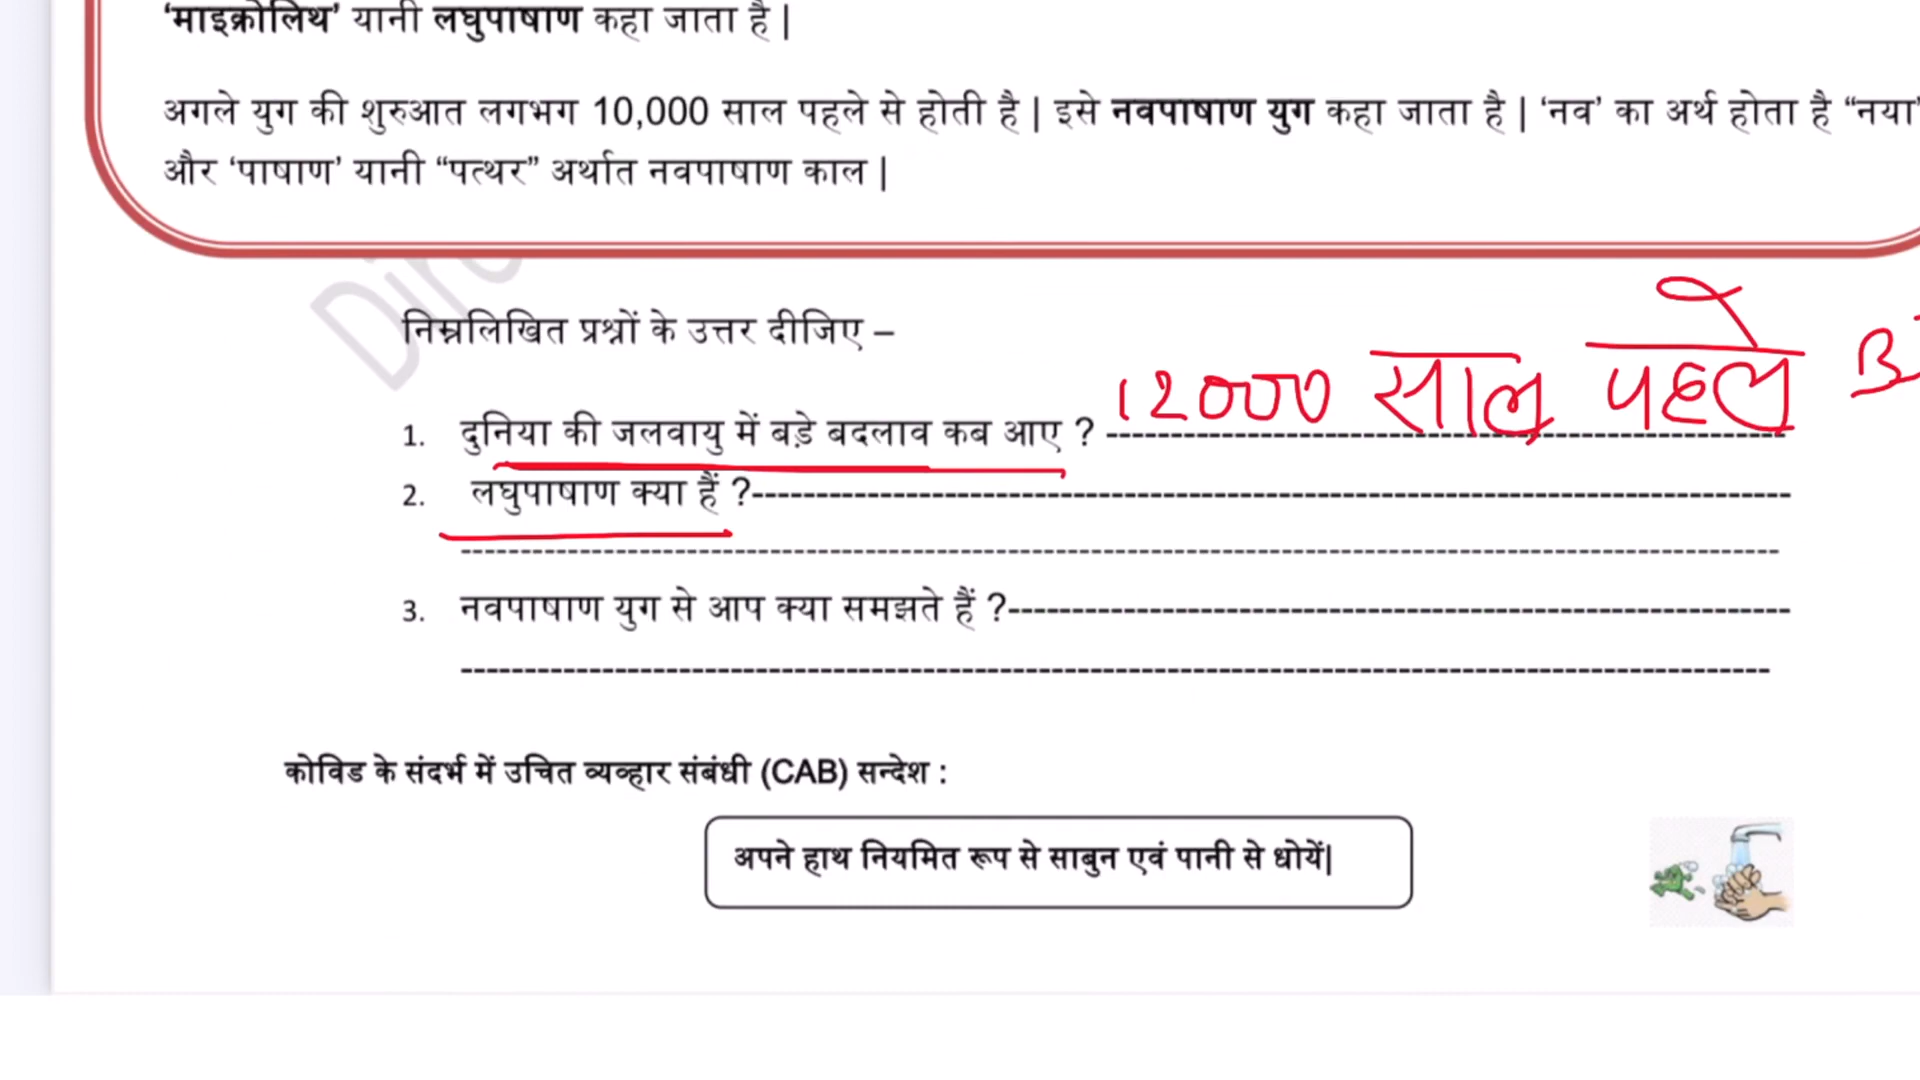 ‘माइक्रोलिथ’ यानी लघुपाषाण कहा जाता है |
अगले युग की शुरुआत लगभग 10,000 साल पहले से होती है | इसे नवपाषाण युग कहा जाता है | ‘नव’ का अर्थ होता है “नया”
और ‘पाषाण’ यानी “पत्थर” अर्थात नवपाषाण काल |
निम्नलिखित प्रश्नों के उत्तर दीजिए –
1. दुनिया की जलवायु में बड़े बदलाव कब आए ? 12000 साल पहले
2. लघुपाषाण क्या हैं ?
3. नवपाषाण युग से आप क्या समझते हैं ?
कोविड के संदर्भ में उचित व्यव्हार संबंधी (CAB) सन्देश :
अपने हाथ नियमित रूप से साबुन एवं पानी से धोयें|